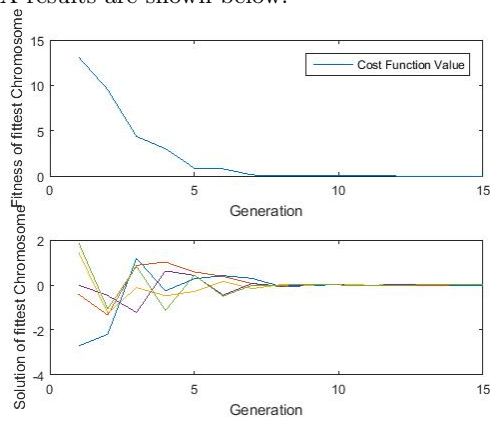 A results are shown below.
Fitness of fittest Chromosome
15
10
5
0
Cost Function Value
0
5
10
15
Generation
Solution of fittest Chromosome
2
0
-2
-4
0
5
10
15
Generation